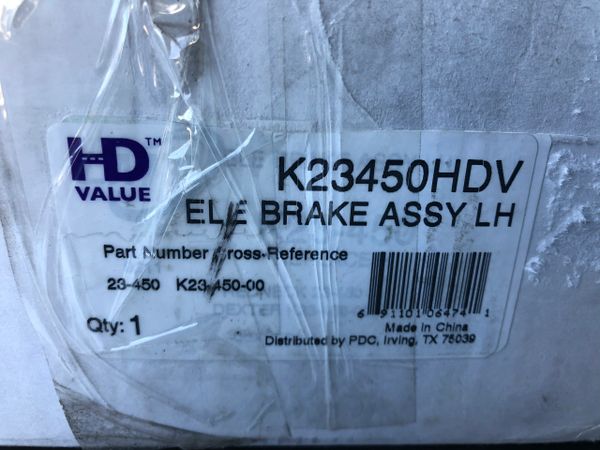 HD™
VALUE
K23450HDV
ELE BRAKE ASSY LH
Part Number Cross-Reference
23-450 K23-450-00
Qty: 1
6 91101 06474 1
Made in China
Distributed by PDC, Irving, TX 75039